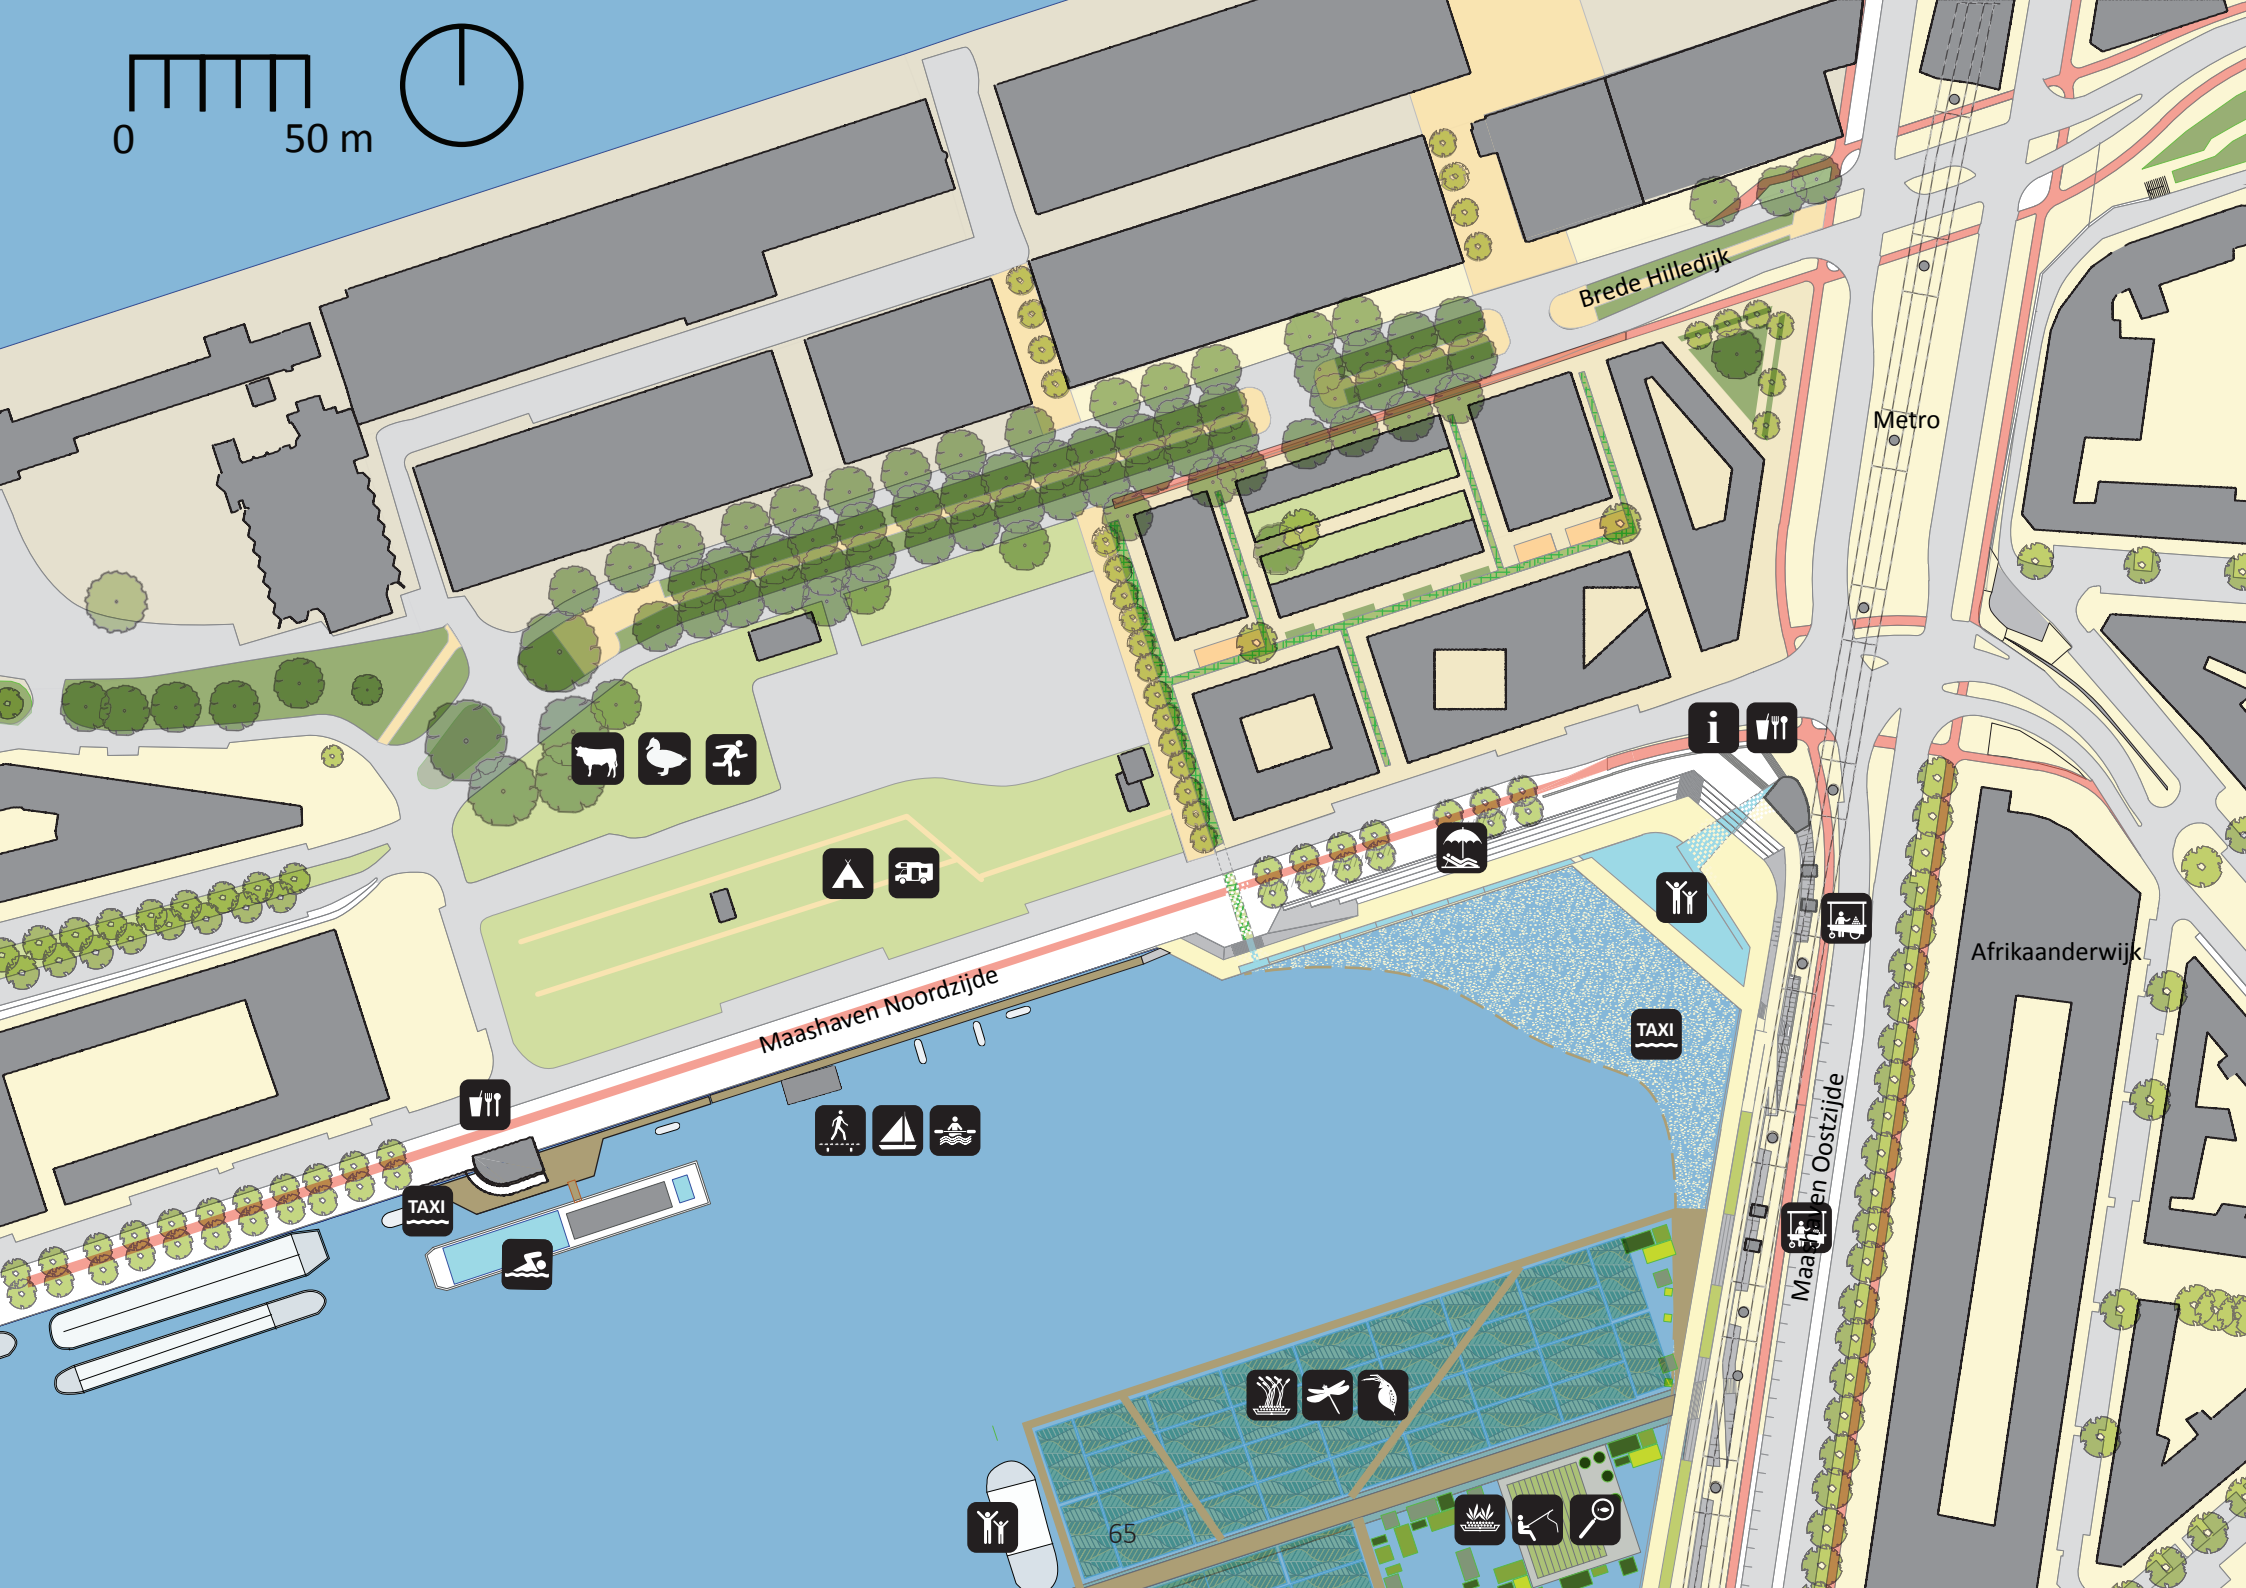 0
50 m
Brede Hilledijk
Metro
i
Afrikaanderwijk
Maashaven Noordzijde
TAXI
Maashaven Oostzijde
TAXI
65